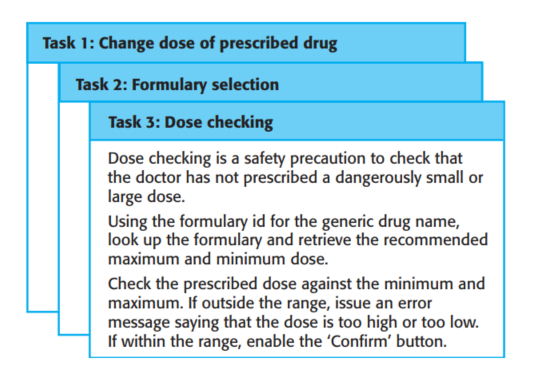 Task 1: Change dose of prescribed drug
Task 2: Formulary selection
Task 3: Dose checking
Dose checking is a safety precaution to check that
the doctor has not prescribed a dangerously small or
large dose.
Using the formulary id for the generic drug name,
look up the formulary and retrieve the recommended
maximum and minimum dose.
Check the prescribed dose against the minimum and
maximum. If outside the range, issue an error
message saying that the dose is too high or too low.
If within the range, enable the ‘Confirm’ button.